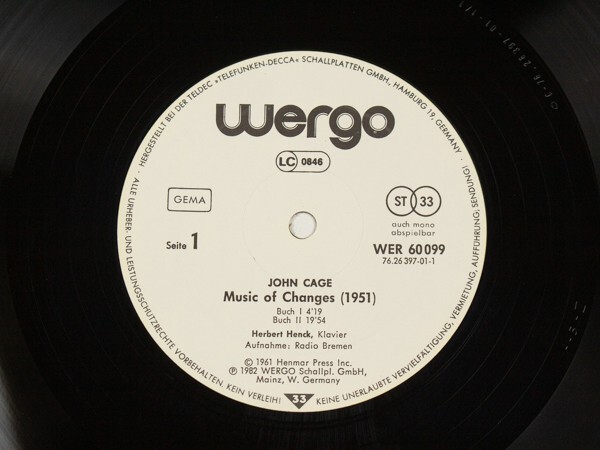 · HERGESTELLT BEI DER TELDEC »TELEFUNKEN-DECCA« SCHALLPLATTEN GMBH, HAMBURG 19, GERMANY ·
wergo
LC 0846
GEMA
ST 33
auch mono
abspielbar
Seite 1
WER 60099
76.26 397-01-1
JOHN CAGE
Music of Changes (1951)
Buch I 4'19
Buch II 19'54
Herbert Henck, Klavier
Aufnahme: Radio Bremen
© 1961 Henmar Press Inc.
℗ 1982 WERGO Schallpl. GmbH,
Mainz, W. Germany
ALLE URHEBER- UND LEISTUNGSSCHUTZRECHTE VORBEHALTEN. KEIN VERLEIH!
33
KEINE UNERLAUBTE VERVIELFÄLTIGUNG, VERMIETUNG, AUFFÜHRUNG, SENDUNG!